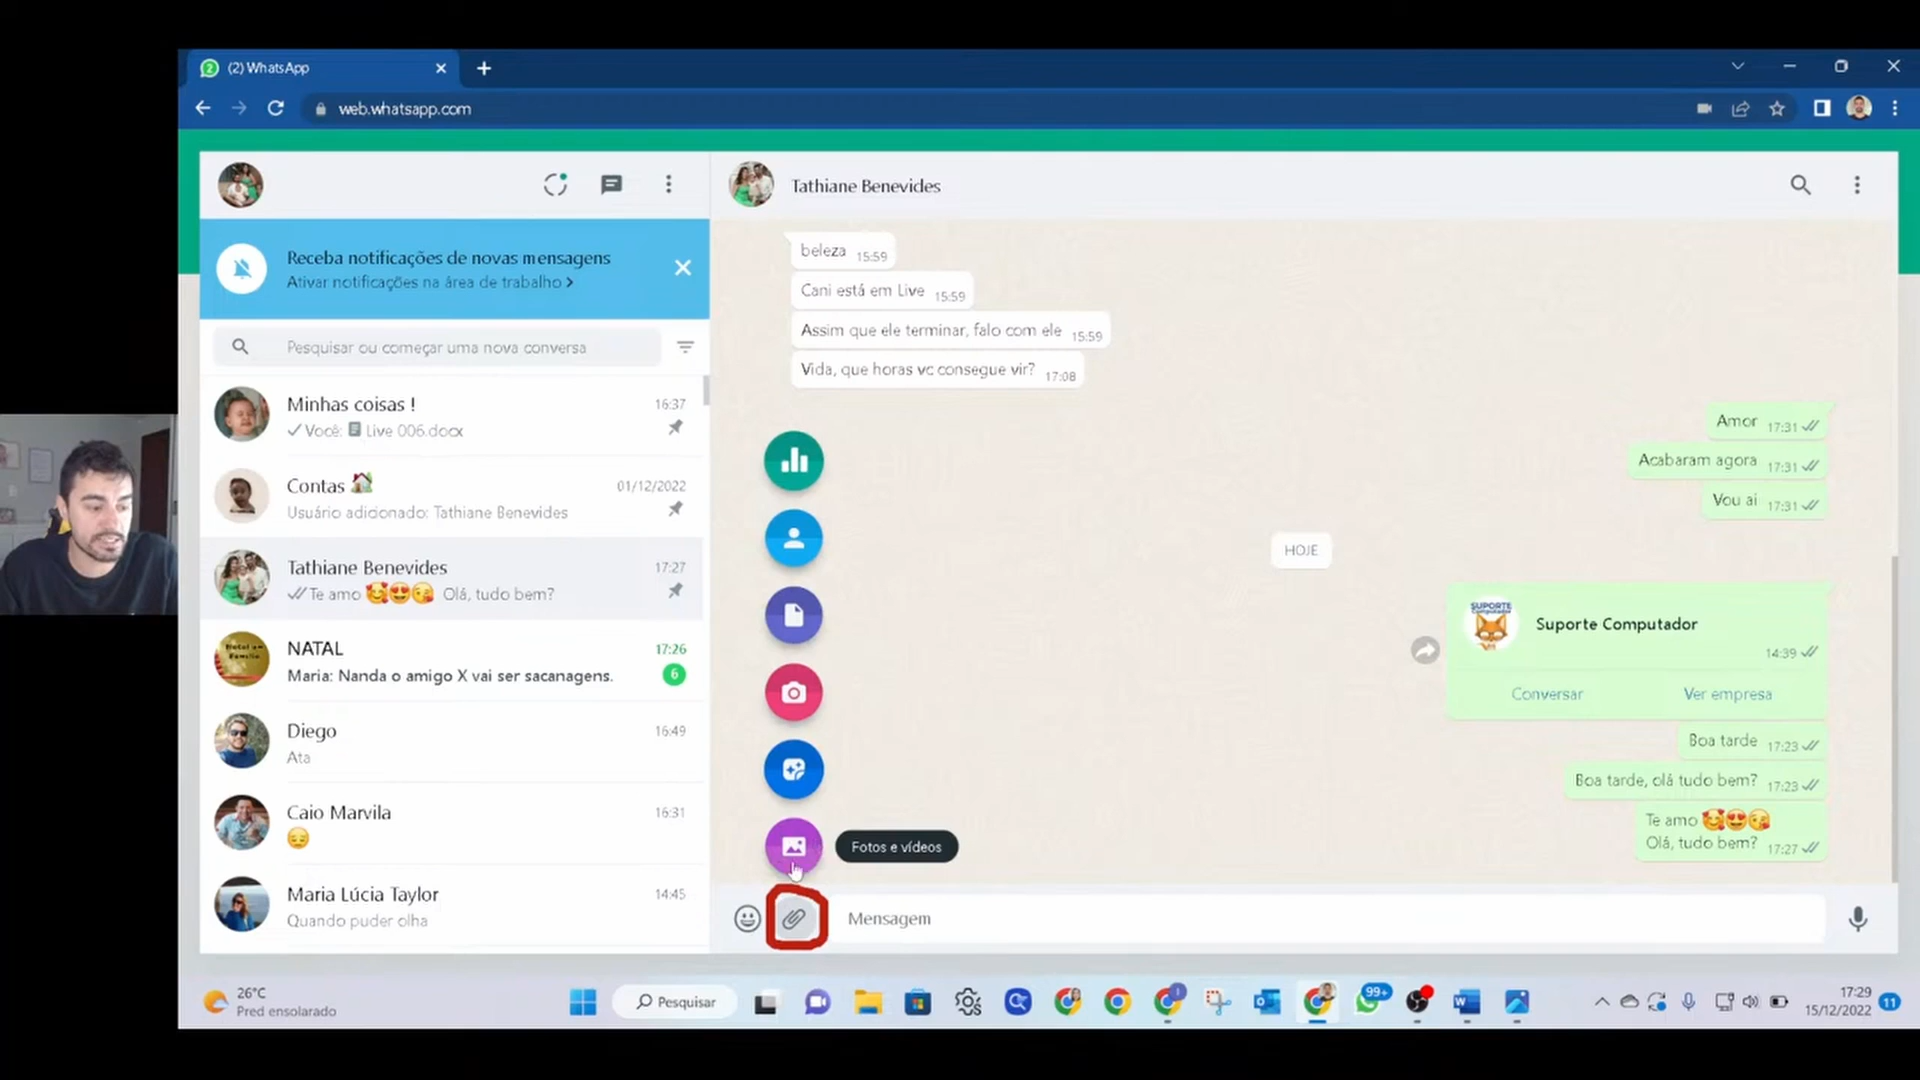 (2) WhatsApp
web.whatsapp.com
Receba notificações de novas mensagens
Ativar notificações na área de trabalho >
Pesquisar ou começar uma nova conversa
Minhas coisas ! 16:37
Você: Live 006.docx
Contas 01/12/2022
Usuário adicionado: Tathiane Benevides
Tathiane Benevides 17:27
Te amo 🥰😍😘 Olá, tudo bem?
NATAL 17:26
Maria: Nanda o amigo X vai ser sacanagens. 6
Diego 16:49
Ata
Caio Marvila 16:31
Maria Lúcia Taylor 14:45
Quando puder olha
Tathiane Benevides
beleza 15:59
Cani está em Live 15:59
Assim que ele terminar, falo com ele 15:59
Vida, que horas vc consegue vir? 17:08
Amor 17:31
Acabaram agora 17:31
Vou ai 17:31
HOJE
SUPORTE
Computador
Suporte Computador
14:39
Conversar Ver empresa
Boa tarde 17:23
Boa tarde, olá tudo bem? 17:23
Te amo 🥰😍😘
Olá, tudo bem? 17:27
Fotos e vídeos
Mensagem
26°C
Pred ensolarado
Pesquisar
99+
17:29
15/12/2022
11